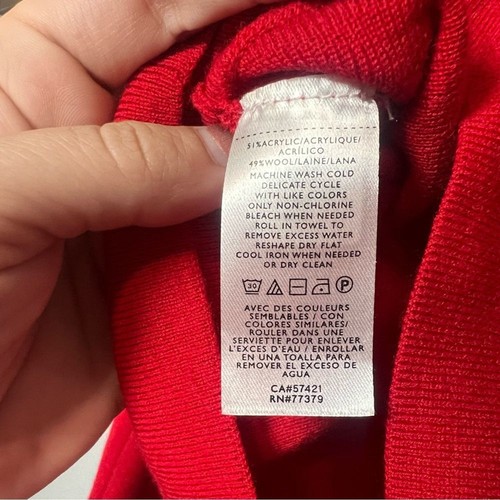 51%ACRYLIC/ACRYLIQUE/
ACRÍLICO
49%WOOL/LAINE/LANA
MACHINE WASH COLD
DELICATE CYCLE
WITH LIKE COLORS
ONLY NON-CHLORINE
BLEACH WHEN NEEDED
ROLL IN TOWEL TO
REMOVE EXCESS WATER
RESHAPE DRY FLAT
COOL IRON WHEN NEEDED
OR DRY CLEAN
30 P
AVEC DES COULEURS
SEMBLABLES / CON
COLORES SIMILARES/
ROULER DANS UNE
SERVIETTE POUR ENLEVER
L'EXCES D'EAU / ENROLLAR
EN UNA TOALLA PARA
REMOVER EL EXCESO DE
AGUA
CA#57421
RN#77379